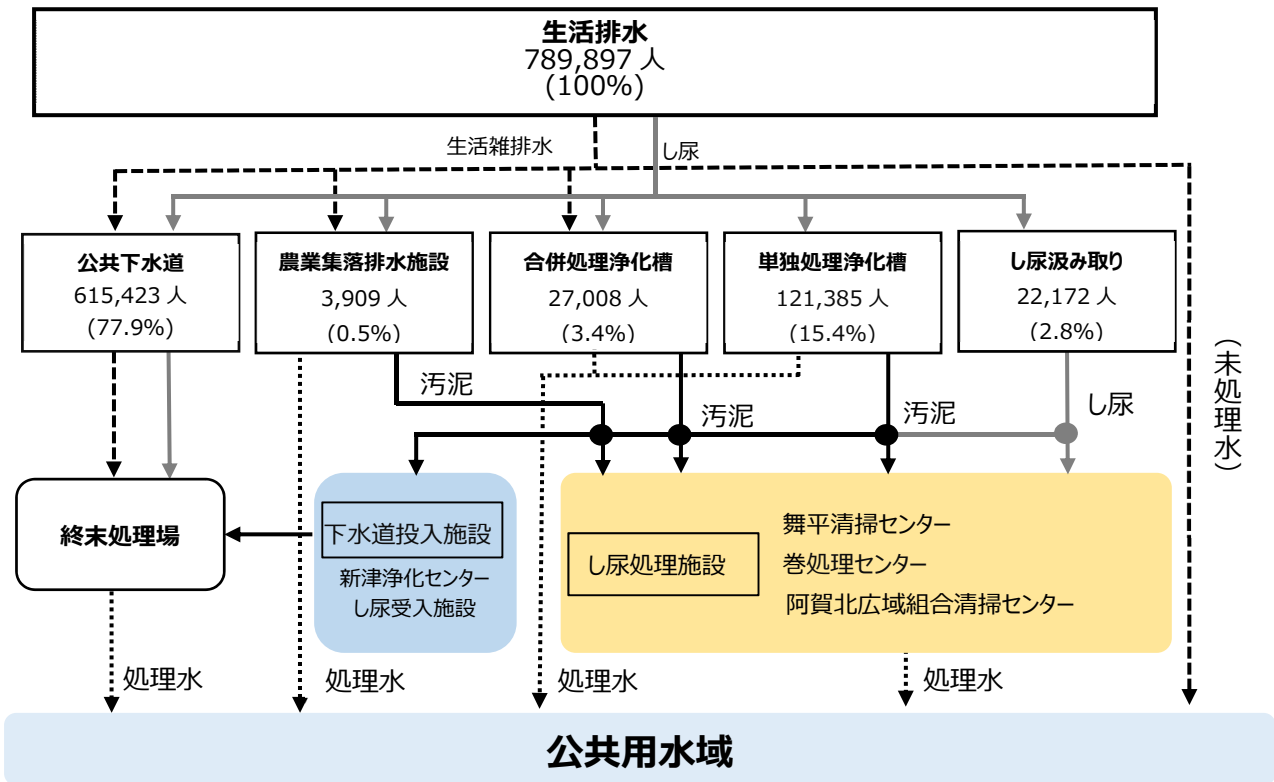 生活排水
789,897 人
(100%)
生活雑排水
し尿
公共下水道
615,423 人
(77.9%)
農業集落排水施設
3,909 人
(0.5%)
合併処理浄化槽
27,008 人
(3.4%)
単独処理浄化槽
121,385 人
(15.4%)
し尿汲み取り
22,172 人
(2.8%)
(未処理水)
汚泥
汚泥
汚泥
し尿
終末処理場
下水道投入施設
新津浄化センター
し尿受入施設
し尿処理施設
舞平清掃センター
巻処理センター
阿賀北広域組合清掃センター
処理水
処理水
処理水
処理水
公共用水域